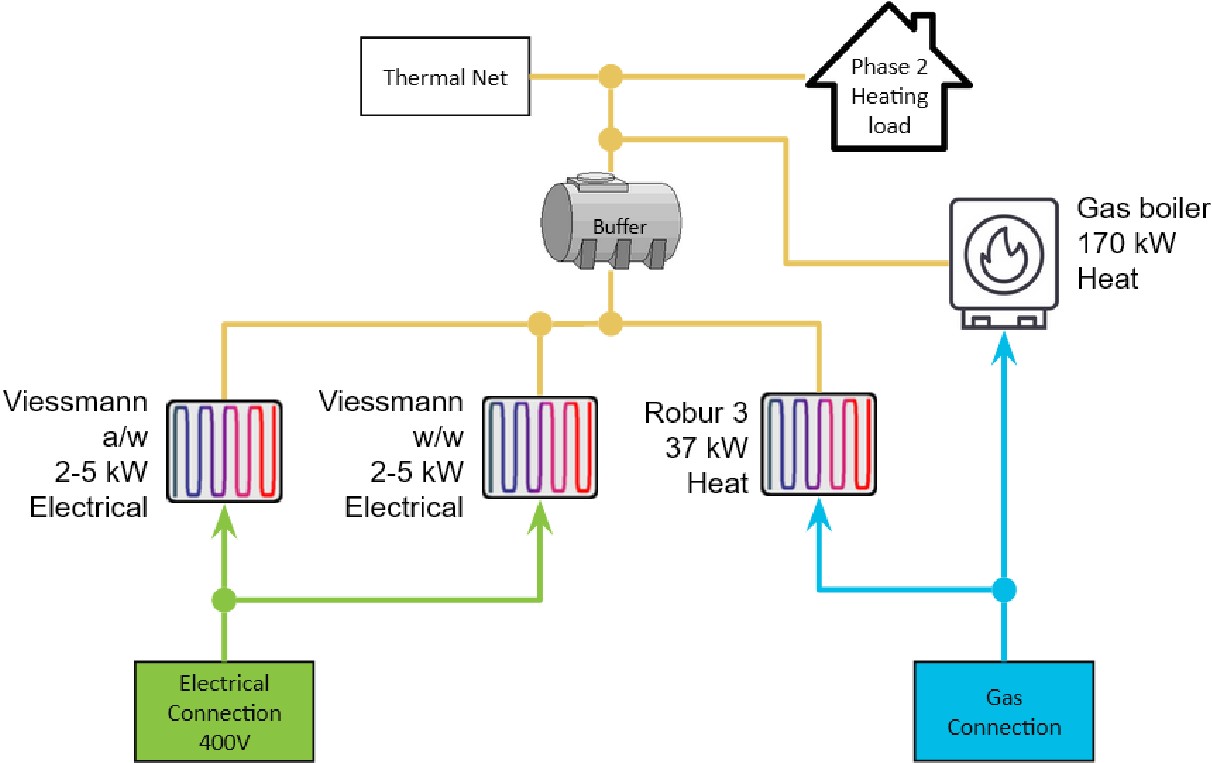 Thermal Net
Phase 2
Heating
load
Buffer
Gas boiler
170 kW
Heat
Viessmann
a/w
2-5 kW
Electrical
Viessmann
w/w
2-5 kW
Electrical
Robur 3
37 kW
Heat
Electrical
Connection
400V
Gas
Connection